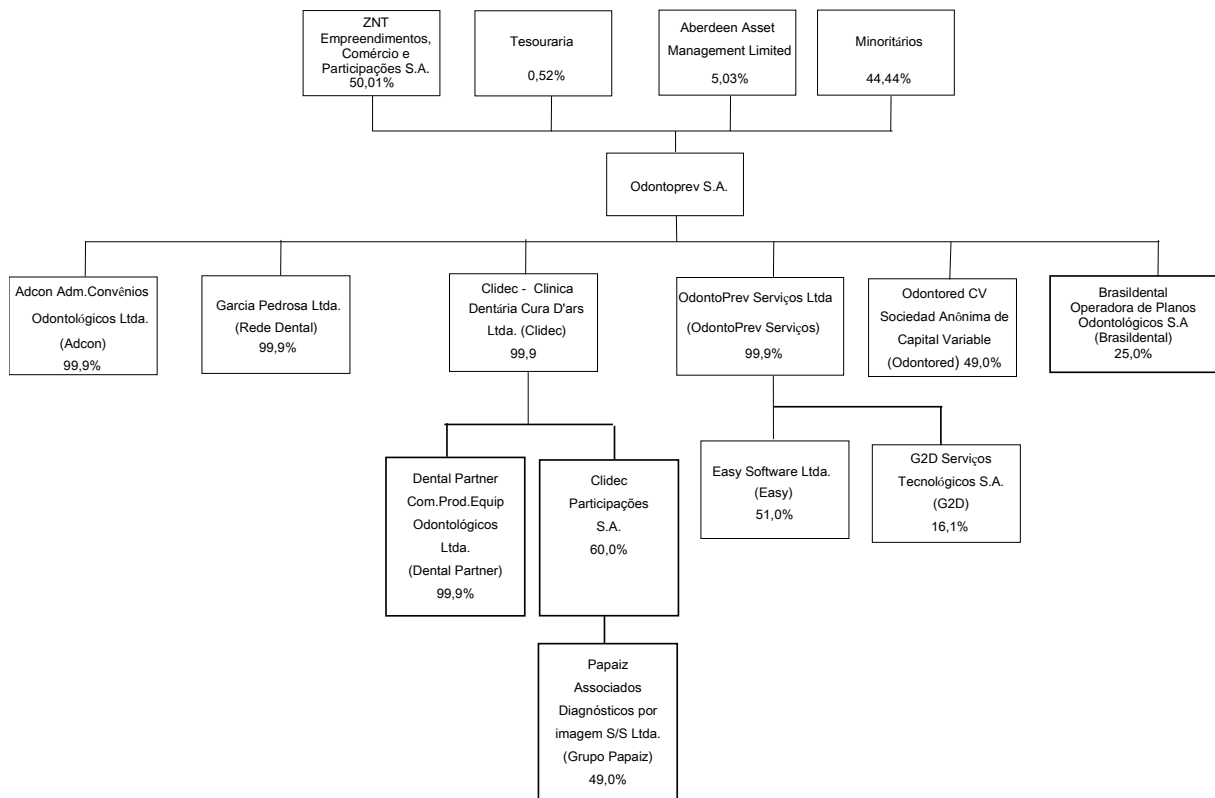 ZNT
Empreendimentos,
Comércio e
Participações S.A.
50,01%
Tesouraria
0,52%
Aberdeen Asset
Management Limited
5,03%
Minoritários
44,44%
Odontoprev S.A.
Adcon Adm.Convênios
Odontológicos Ltda.
(Adcon)
99,9%
Garcia Pedrosa Ltda.
(Rede Dental)
99,9%
Clidec - Clinica
Dentária Cura D'ars
Ltda. (Clidec)
99,9
OdontoPrev Serviços Ltda
(OdontoPrev Serviços)
99,9%
Odontored CV
Sociedad Anônima de
Capital Variable
(Odontored) 49,0%
Brasildental
Operadora de Planos
Odontológicos S.A
(Brasildental)
25,0%
Dental Partner
Com.Prod.Equip
Odontológicos
Ltda.
(Dental Partner)
99,9%
Clidec
Participações
S.A.
60,0%
Easy Software Ltda.
(Easy)
51,0%
G2D Serviços
Tecnológicos S.A.
(G2D)
16,1%
Papaiz
Associados
Diagnósticos por
imagem S/S Ltda.
(Grupo Papaiz)
49,0%